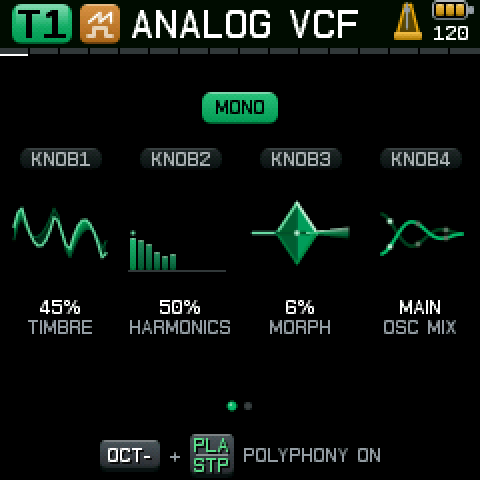 T1 ANALOG VCF 120
MONO
KNOB1 KNOB2 KNOB3 KNOB4
45% 50% 6% MAIN
TIMBRE HARMONICS MORPH OSC MIX
OCT- + PLA STP POLYPHONY ON